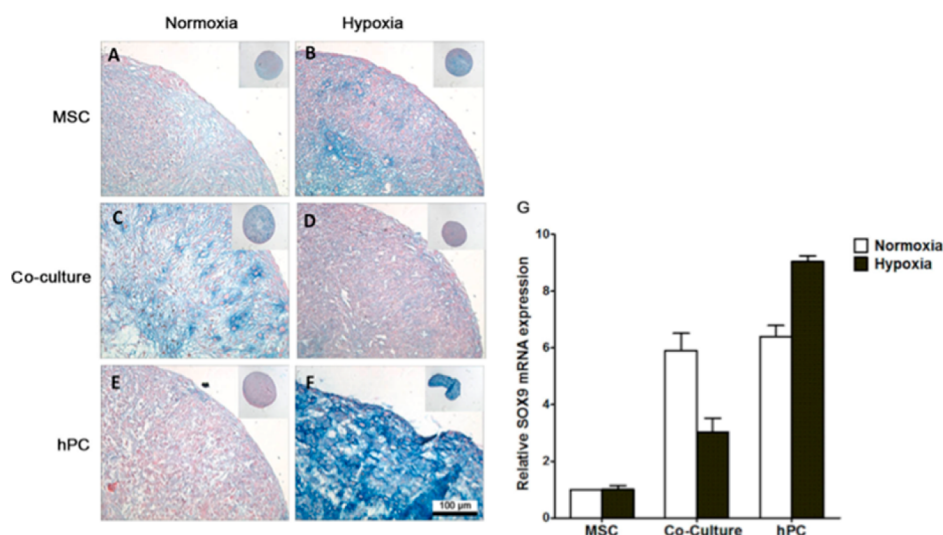 Normoxia
Hypoxia
A
B
MSC
C
D
Co-culture
E
F
hPC
100 µm
G
Relative SOX9 mRNA expression
10
8
6
4
2
0
MSC
Co-Culture
hPC
Normoxia
Hypoxia